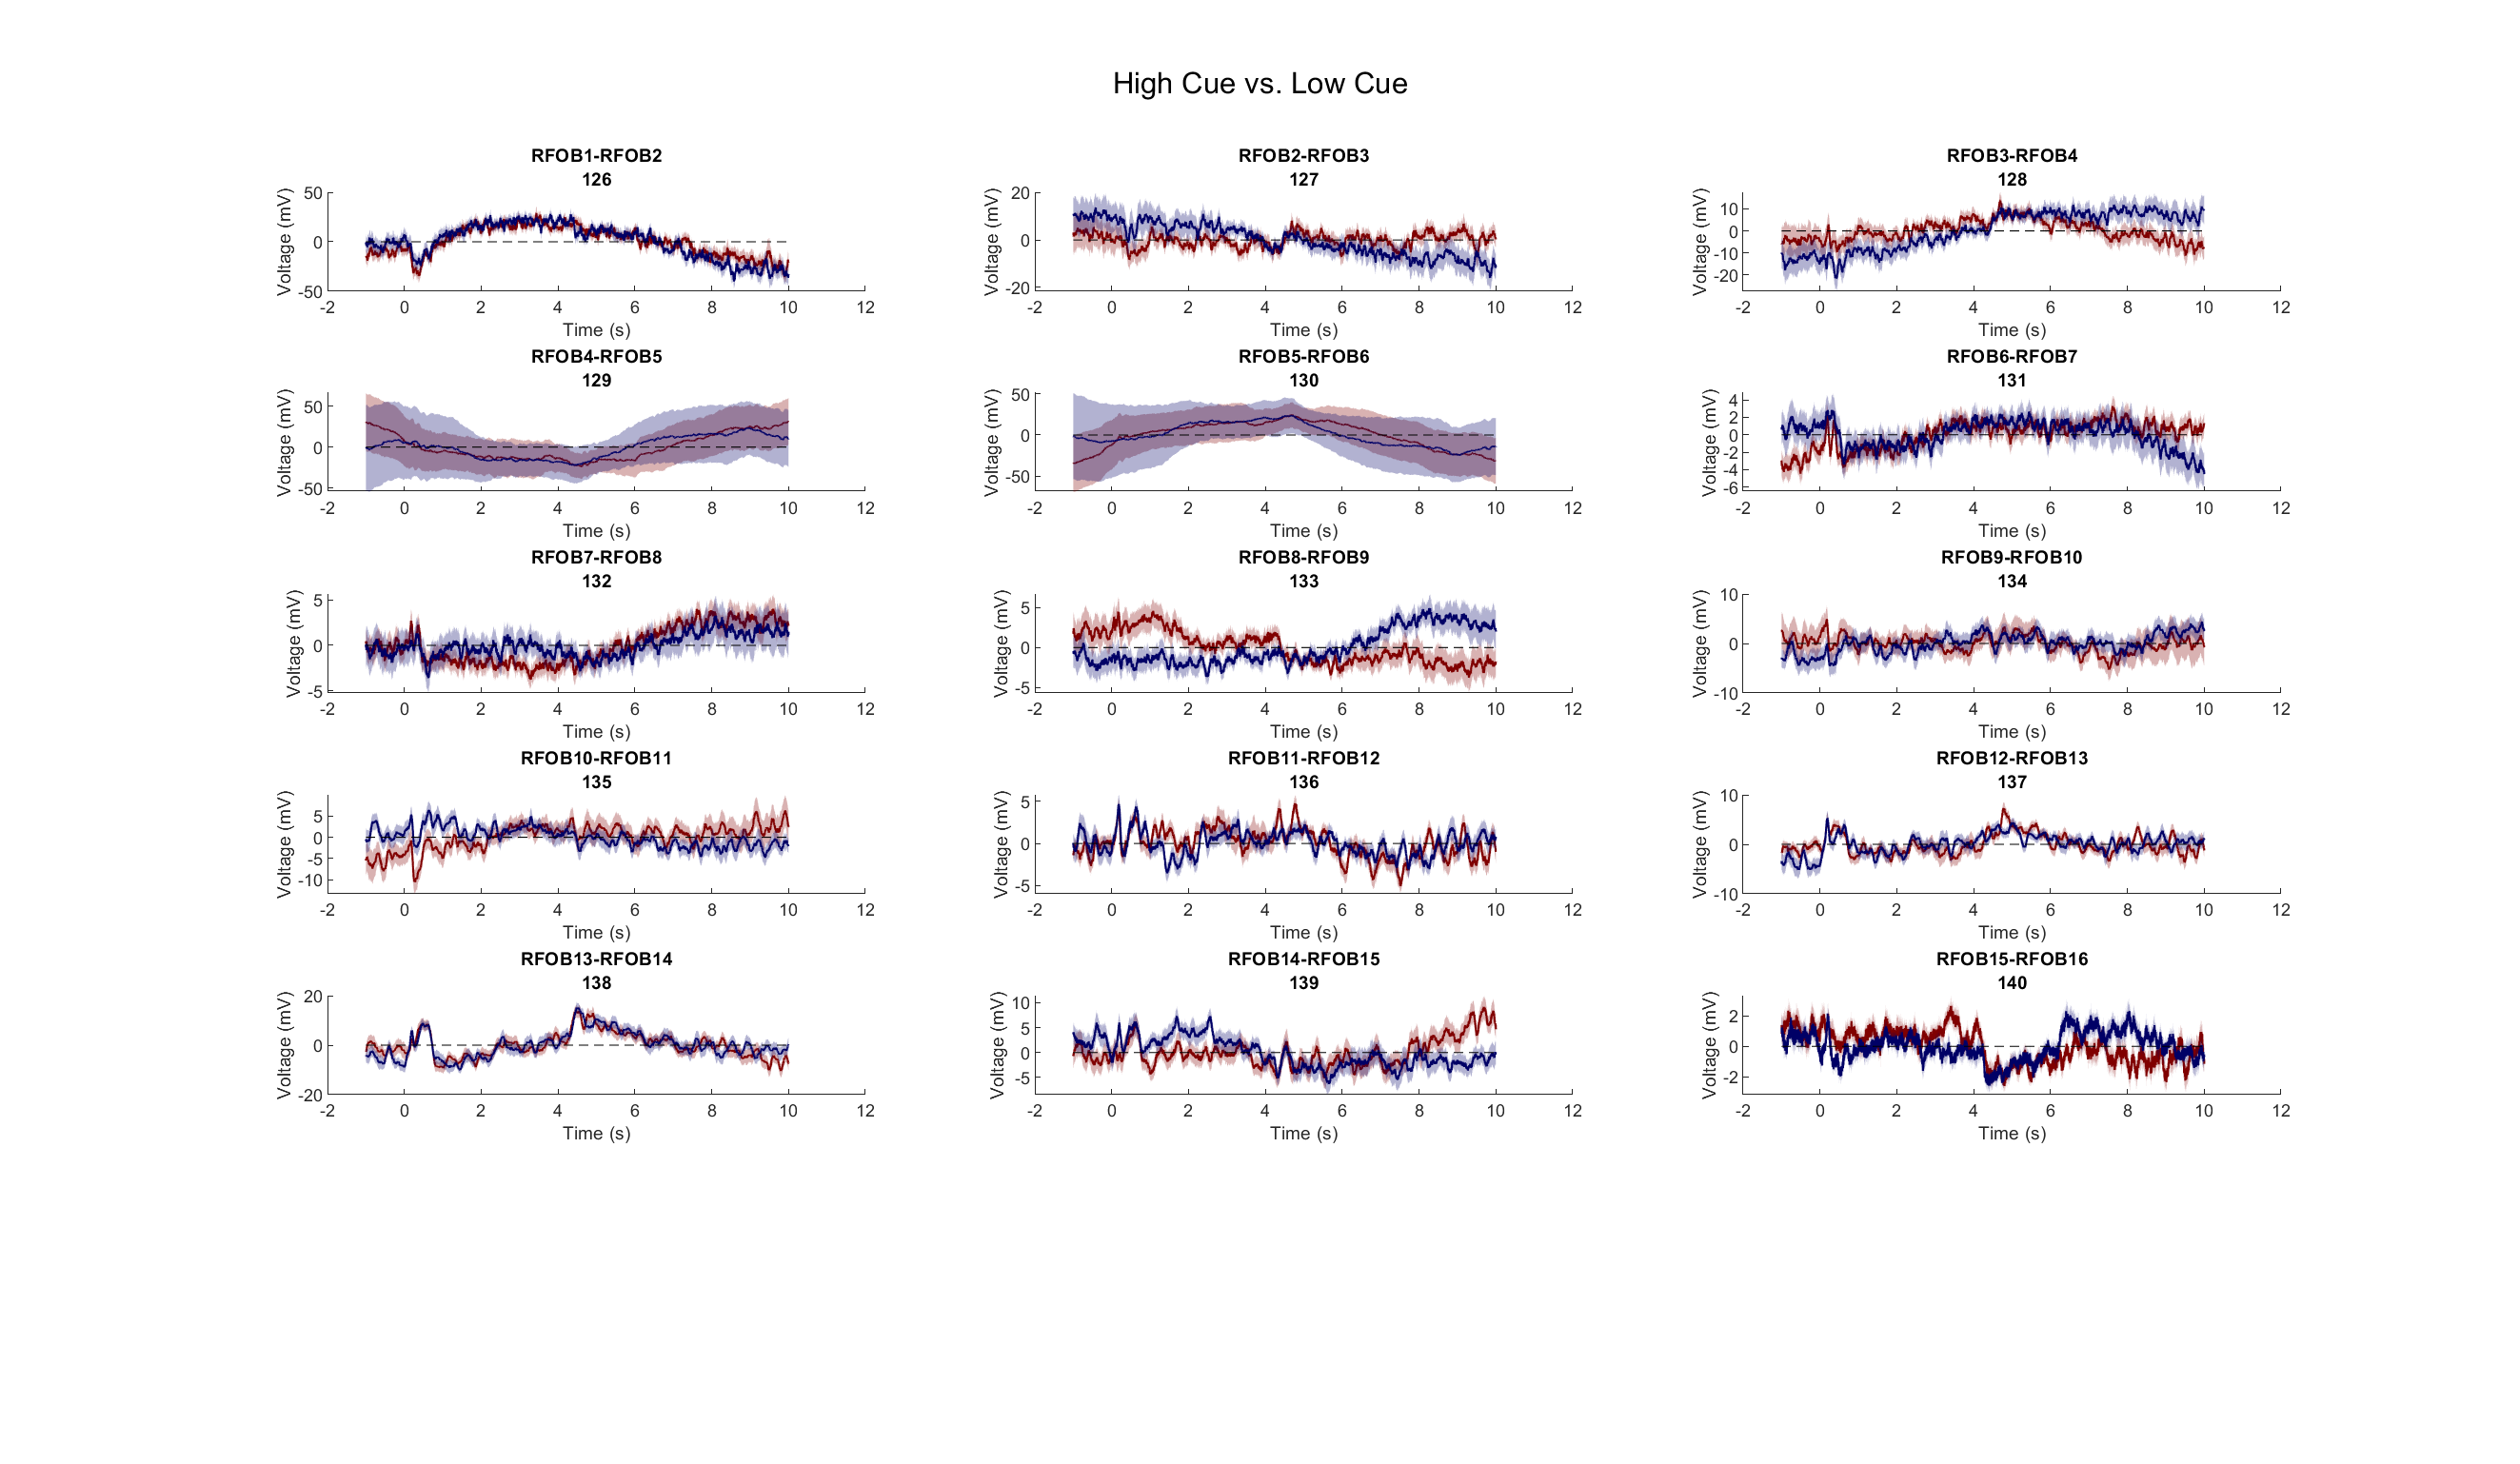 High Cue vs. Low Cue
RFOB1-RFOB2
126
50
0
-50
Voltage (mV)
-2 0 2 4 6 8 10 12
Time (s)
RFOB2-RFOB3
127
20
0
-20
Voltage (mV)
-2 0 2 4 6 8 10 12
Time (s)
RFOB3-RFOB4
128
10
0
-10
-20
Voltage (mV)
-2 0 2 4 6 8 10 12
Time (s)
RFOB4-RFOB5
129
50
0
-50
Voltage (mV)
-2 0 2 4 6 8 10 12
Time (s)
RFOB5-RFOB6
130
50
0
-50
Voltage (mV)
-2 0 2 4 6 8 10 12
Time (s)
RFOB6-RFOB7
131
4
2
0
-2
-4
-6
Voltage (mV)
-2 0 2 4 6 8 10 12
Time (s)
RFOB7-RFOB8
132
5
0
-5
Voltage (mV)
-2 0 2 4 6 8 10 12
Time (s)
RFOB8-RFOB9
133
5
0
-5
Voltage (mV)
-2 0 2 4 6 8 10 12
Time (s)
RFOB9-RFOB10
134
10
0
-10
Voltage (mV)
-2 0 2 4 6 8 10 12
Time (s)
RFOB10-RFOB11
135
5
0
-5
-10
Voltage (mV)
-2 0 2 4 6 8 10 12
Time (s)
RFOB11-RFOB12
136
5
0
-5
Voltage (mV)
-2 0 2 4 6 8 10 12
Time (s)
RFOB12-RFOB13
137
10
0
-10
Voltage (mV)
-2 0 2 4 6 8 10 12
Time (s)
RFOB13-RFOB14
138
20
0
-20
Voltage (mV)
-2 0 2 4 6 8 10 12
Time (s)
RFOB14-RFOB15
139
10
5
0
-5
Voltage (mV)
-2 0 2 4 6 8 10 12
Time (s)
RFOB15-RFOB16
140
2
0
-2
Voltage (mV)
-2 0 2 4 6 8 10 12
Time (s)